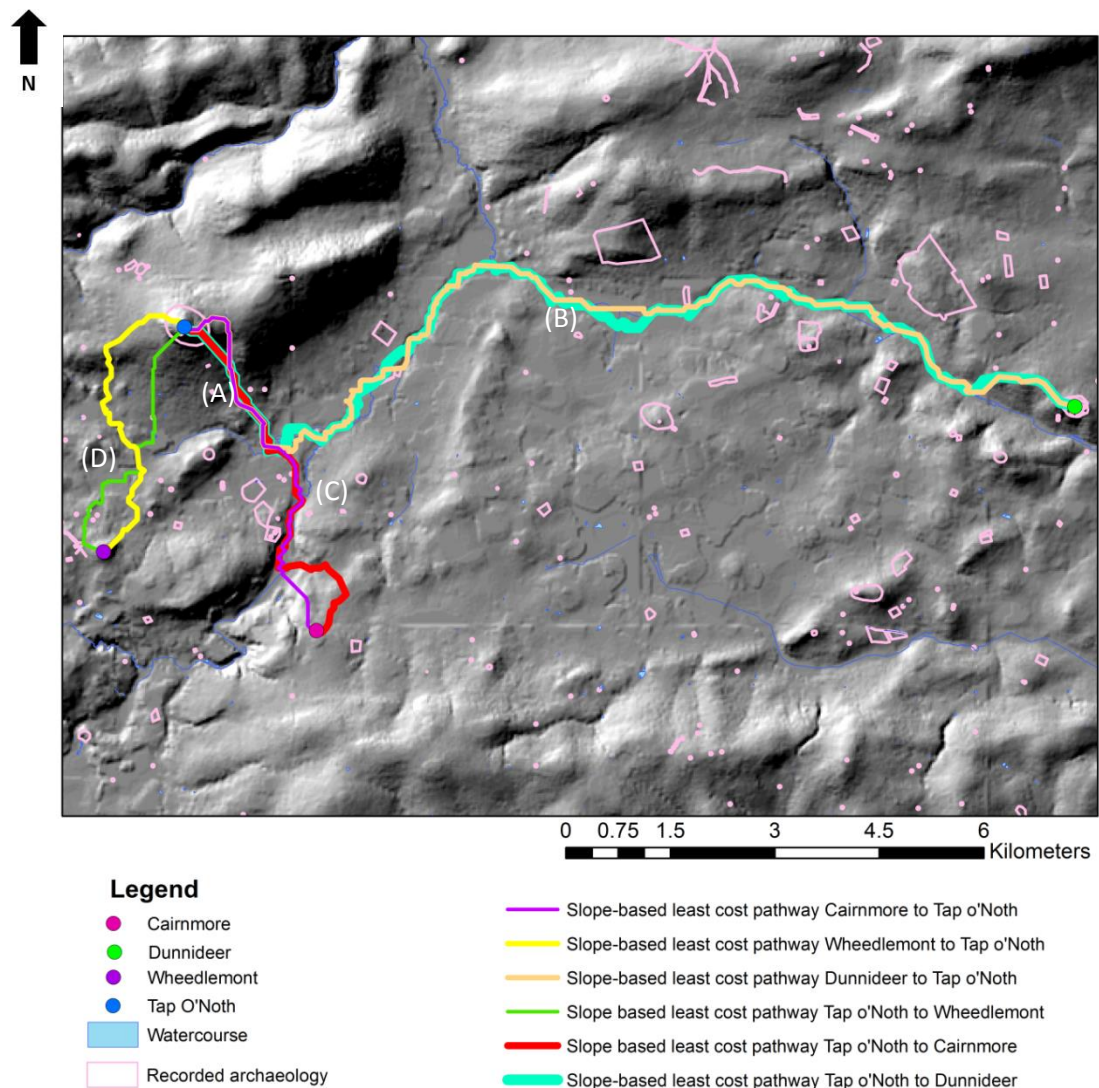 N
(B)
(A)
(D)
(C)
0 0.75 1.5 3 4.5 6
Kilometers
Legend
Cairnmore
Dunnideer
Wheedlemont
Tap O'Noth
Watercourse
Recorded archaeology
Slope-based least cost pathway Cairnmore to Tap o'Noth
Slope-based least cost pathway Wheedlemont to Tap o'Noth
Slope-based least cost pathway Dunnideer to Tap o'Noth
Slope based least cost pathway Tap o'Noth to Wheedlemont
Slope based least cost pathway Tap o'Noth to Cairnmore
Slope based least cost pathway Tap o'Noth to Dunnideer